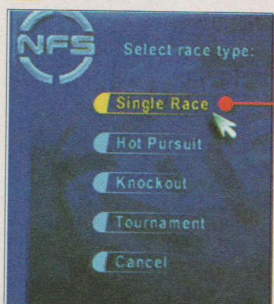 NFS
Select race type:
Single Race
Hot Pursuit
Knockout
Tournament
Cancel